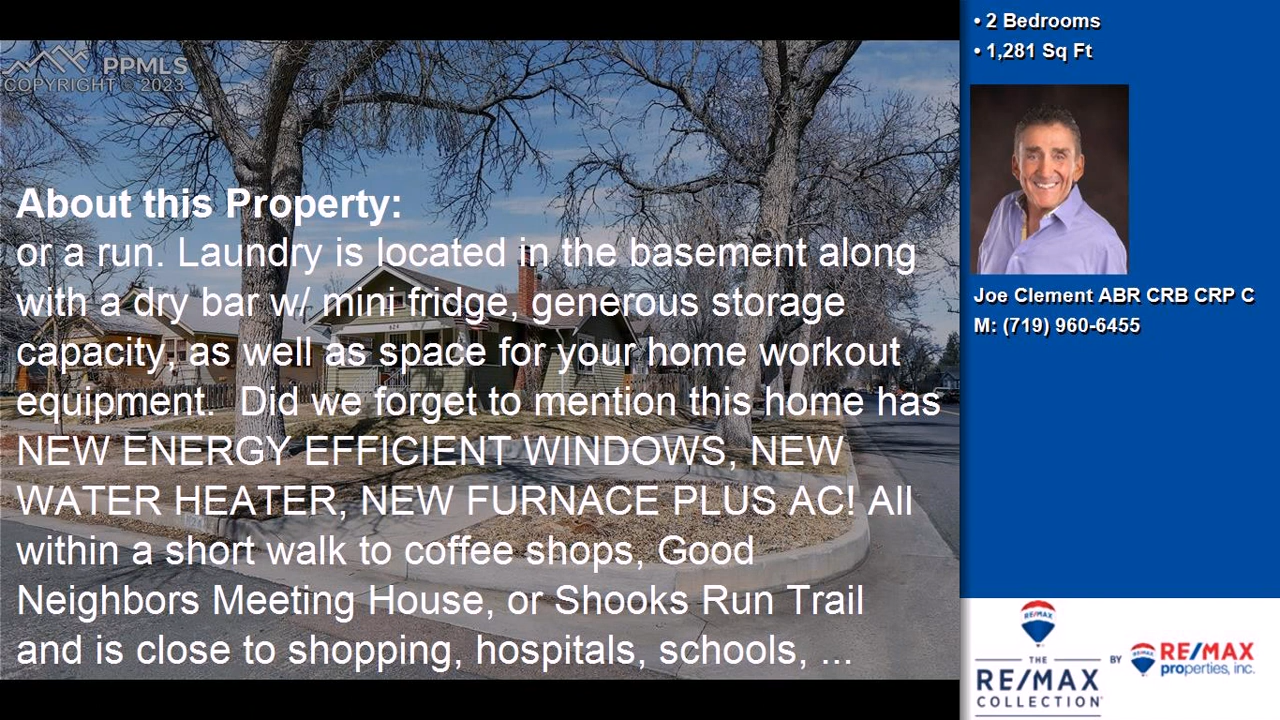 PPMLS
COPYRIGHT © 2023
About this Property:
or a run. Laundry is located in the basement along
with a dry bar w/ mini fridge, generous storage
capacity, as well as space for your home workout
equipment.  Did we forget to mention this home has
NEW ENERGY EFFICIENT WINDOWS, NEW
WATER HEATER, NEW FURNACE PLUS AC! All
within a short walk to coffee shops, Good
Neighbors Meeting House, or Shooks Run Trail
and is close to shopping, hospitals, schools, ...
624
• 2 Bedrooms
• 1,281 Sq Ft
Joe Clement ABR CRB CRP C
M: (719) 960-6455
RE/MAX
THE
RE/MAX
COLLECTION
BY
RE/MAX
properties, inc.